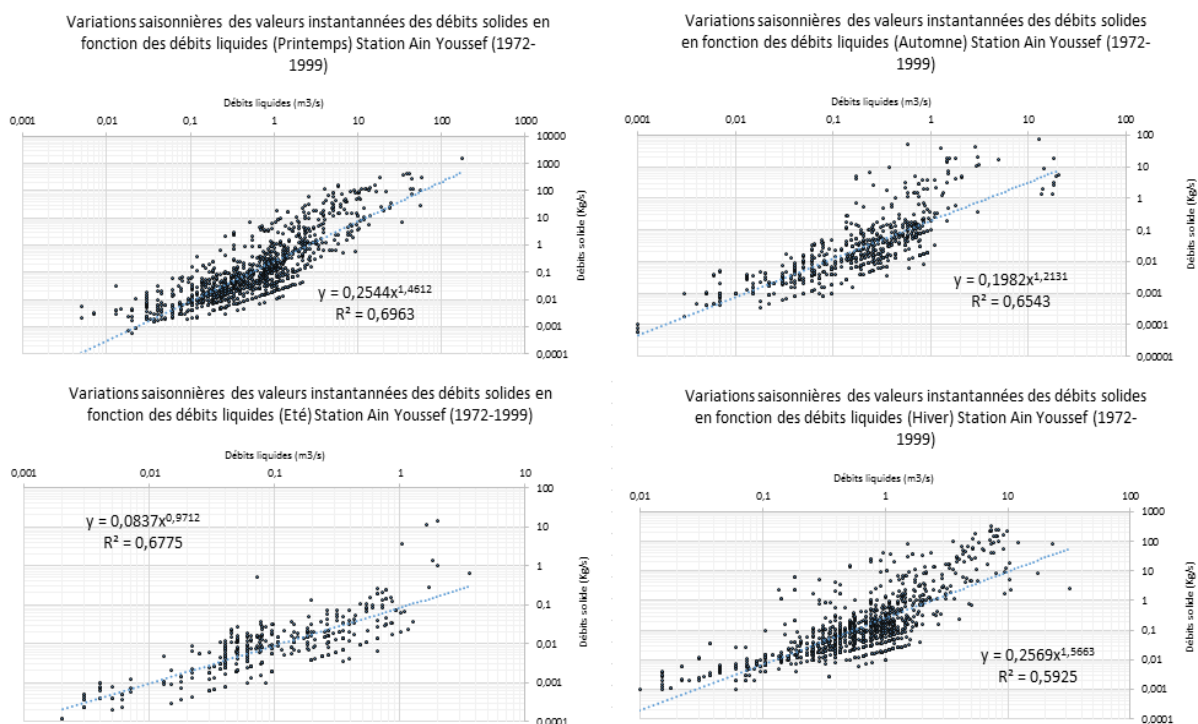 Variations saisonnières des valeurs instantannées des débits solides en
fonction des débits liquides (Printemps) Station Ain Youssef (1972-
1999)
Débits liquides (m3/s)
0,001 0,01 0,1 1 10 100 1000
10000
1000
100
10
1
0,1
0,01
0,001
0,0001
Débits solide (Kg/s)
y = 0,2544x^1,4612
R² = 0,6963
Variations saisonnières des valeurs instantannées des débits solides
en fonction des débits liquides (Automne) Station Ain Youssef (1972-
1999)
Débits liquides (m3/s)
0,001 0,01 0,1 1 10 100
100
10
1
0,1
0,01
0,001
0,0001
0,00001
Débits solide (Kg/s)
y = 0,1982x^1,2131
R² = 0,6543
Variations saisonnières des valeurs instantannées des débits solides en
fonction des débits liquides (Eté) Station Ain Youssef (1972-1999)
Débits liquides (m3/s)
0,001 0,01 0,1 1 10
100
10
1
0,1
0,01
0,001
0,0001
Débits solide (Kg/s)
y = 0,0837x^0,9712
R² = 0,6775
Variations saisonnières des valeurs instantannées des débits solides
en fonction des débits liquides (Hiver) Station Ain Youssef (1972-
1999)
Débits liquides (m3/s)
0,01 0,1 1 10 100
1000
100
10
1
0,1
0,01
0,001
0,0001
Débits solide (Kg/s)
y = 0,2569x^1,5663
R² = 0,5925